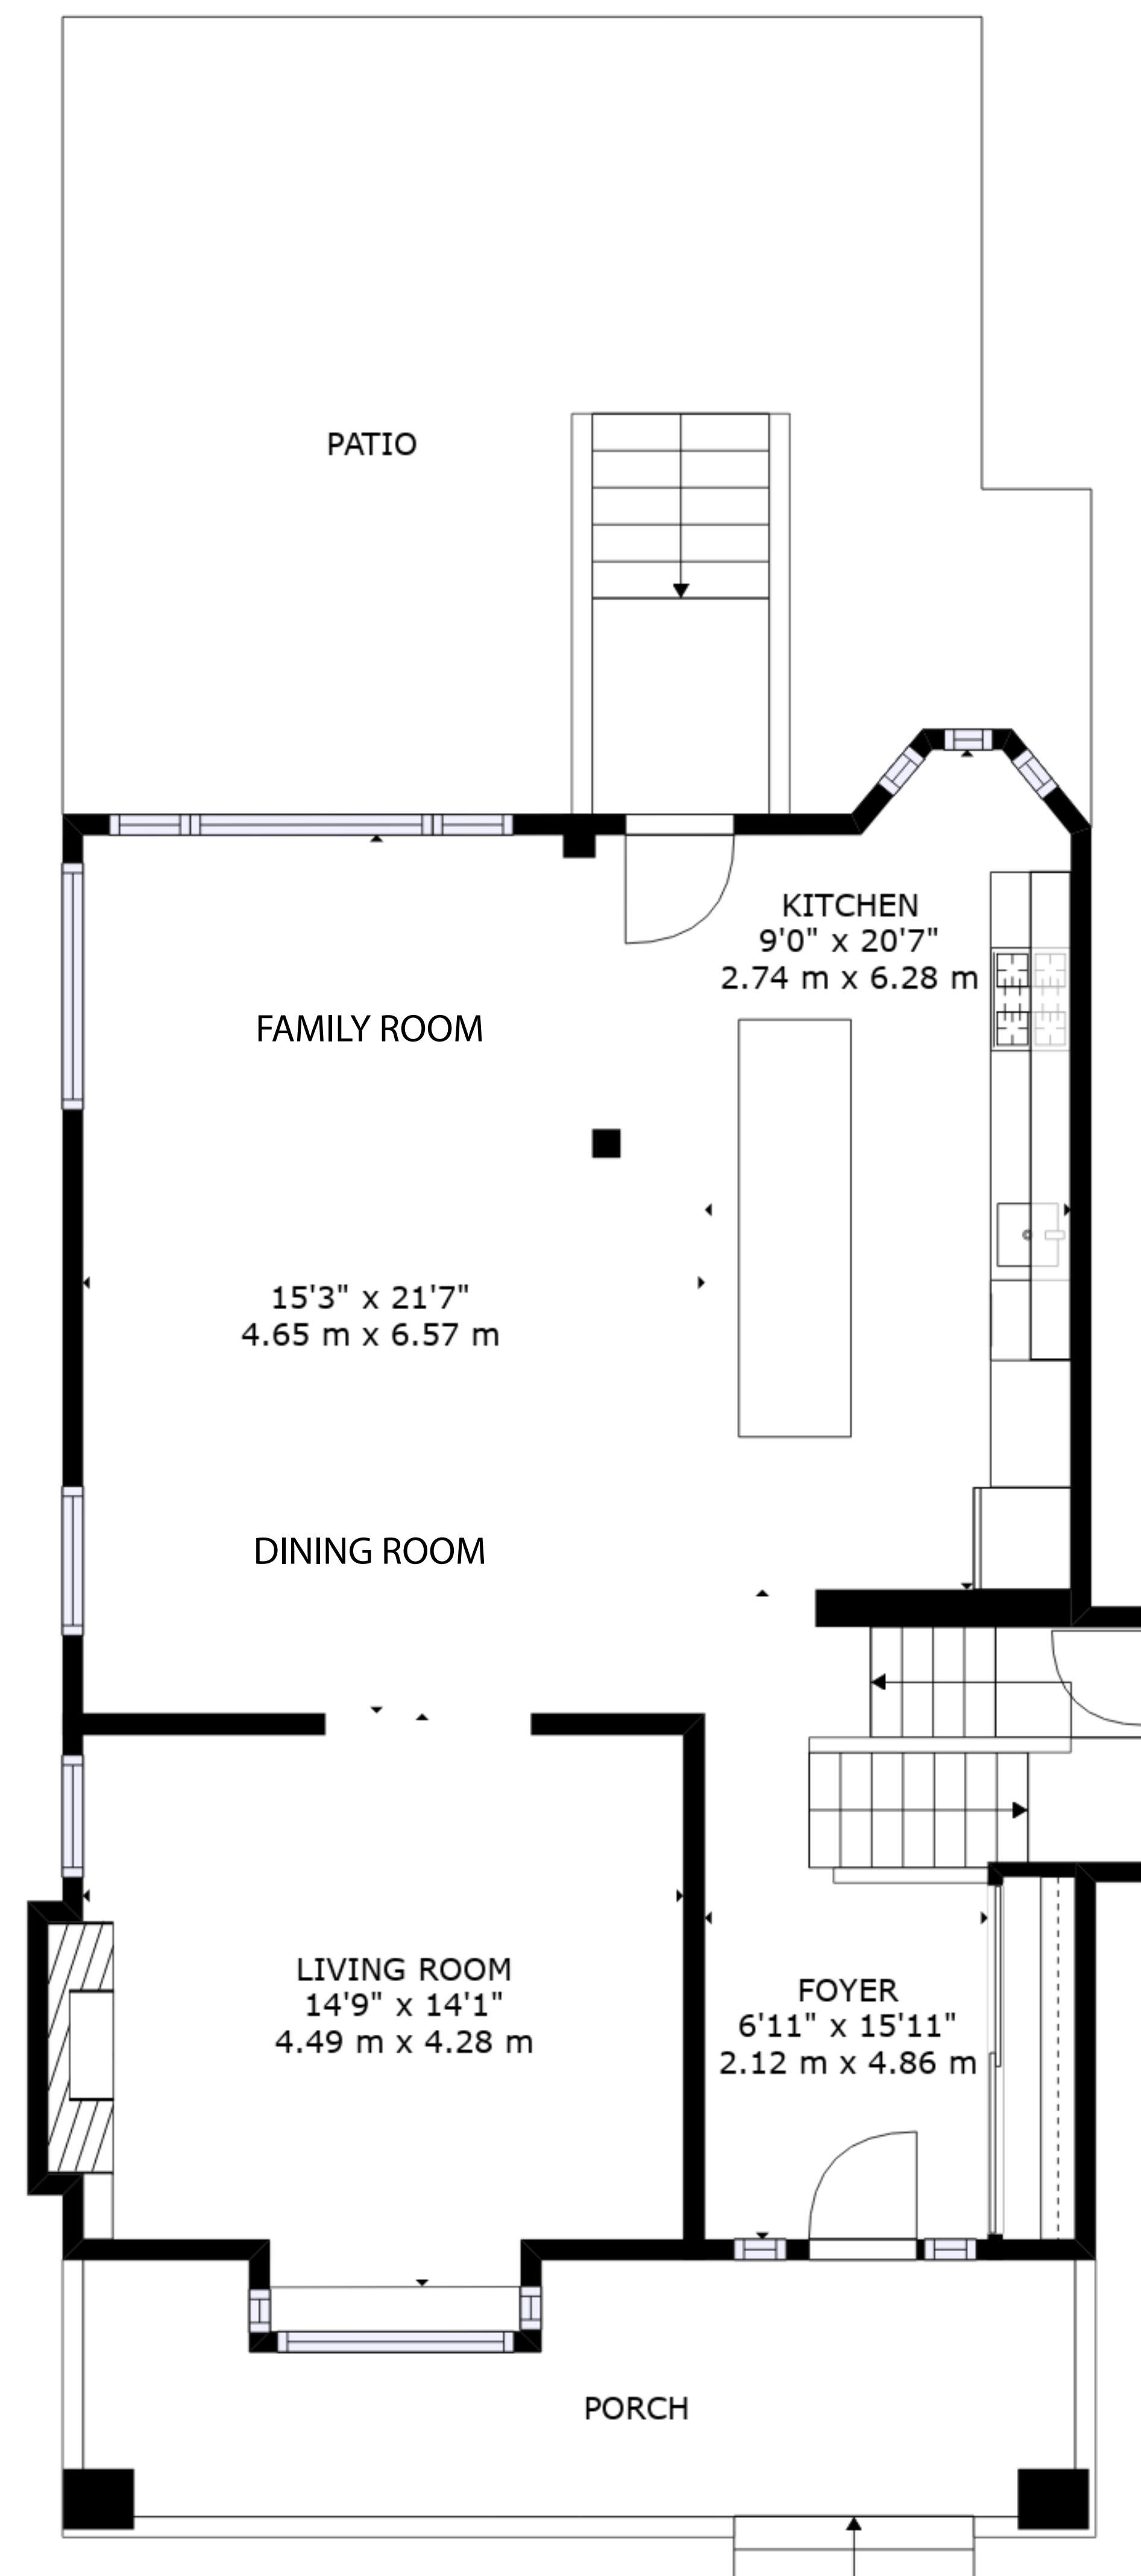 PATIO
KITCHEN
9'0" x 20'7"
2.74 m x 6.28 m
FAMILY ROOM
15'3" x 21'7"
4.65 m x 6.57 m
DINING ROOM
LIVING ROOM
14'9" x 14'1"
4.49 m x 4.28 m
FOYER
6'11" x 15'11"
2.12 m x 4.86 m
PORCH